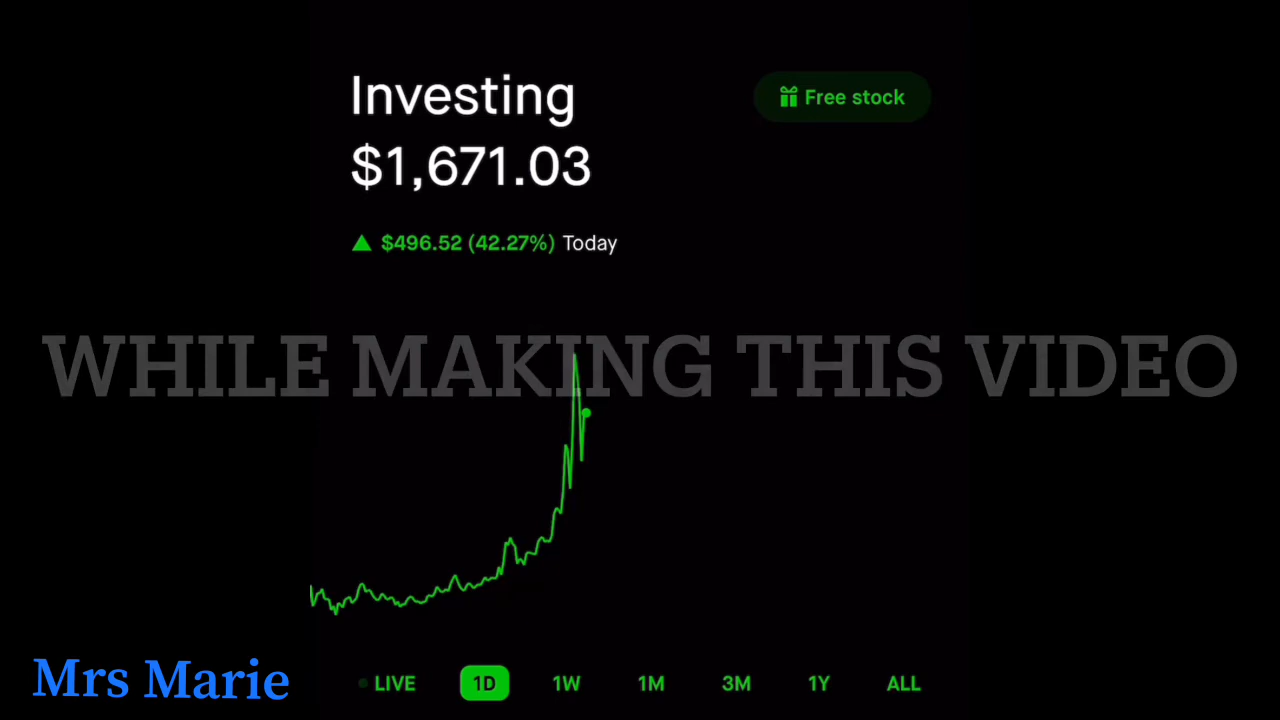 Investing
Free stock
$1,671.03
$496.52 (42.27%) Today
WHILE MAKING THIS VIDEO
Mrs Marie
LIVE 1D 1W 1M 3M 1Y ALL